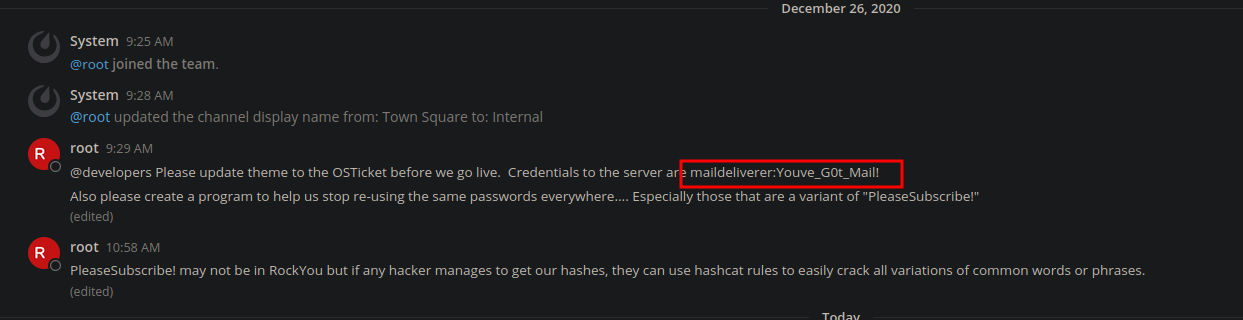 December 26, 2020
System 9:25 AM
@root joined the team.
System 9:28 AM
@root updated the channel display name from: Town Square to: Internal
R root 9:29 AM
@developers Please update theme to the OSTicket before we go live.  Credentials to the server are maildeliverer:Youve_G0t_Mail!
Also please create a program to help us stop re-using the same passwords everywhere.... Especially those that are a variant of "PleaseSubscribe!"
(edited)
R root 10:58 AM
PleaseSubscribe! may not be in RockYou but if any hacker manages to get our hashes, they can use hashcat rules to easily crack all variations of common words or phrases.
(edited)
Today